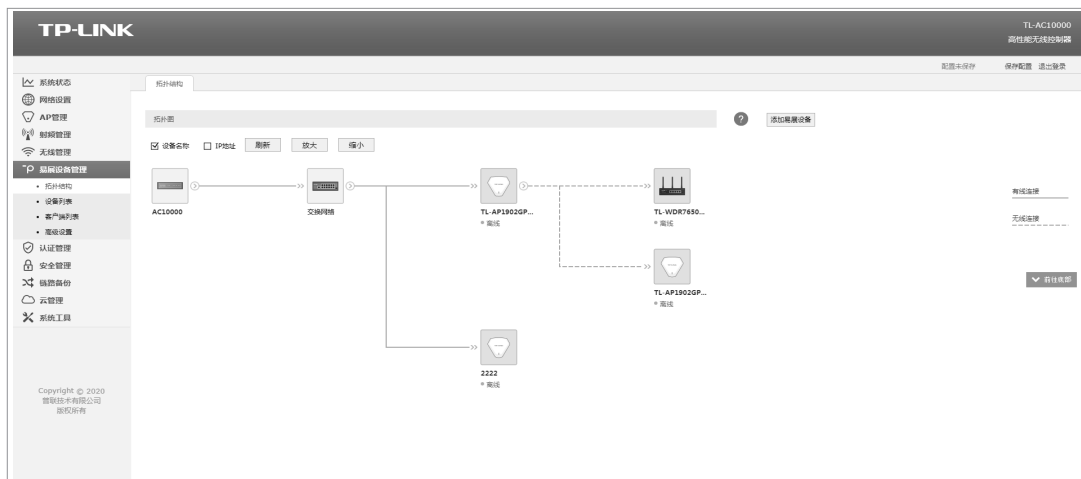 TP-LINK
TL-AC10000
高性能无线控制器
配置未保存
保存配置 退出登录
系统状态
网络设置
AP管理
射频管理
无线管理
易展设备管理
• 拓扑结构
• 设备列表
• 客户端列表
• 高级设置
认证管理
安全管理
链路备份
云管理
系统工具
Copyright © 2020
普联技术有限公司
版权所有
拓扑结构
拓扑图
?
添加易展设备
设备名称
IP地址
刷新
放大
缩小
AC10000
交换网络
TL-AP1902GP...
离线
TL-WDR7650...
离线
TL-AP1902GP...
离线
2222
离线
有线连接
无线连接
前往底部